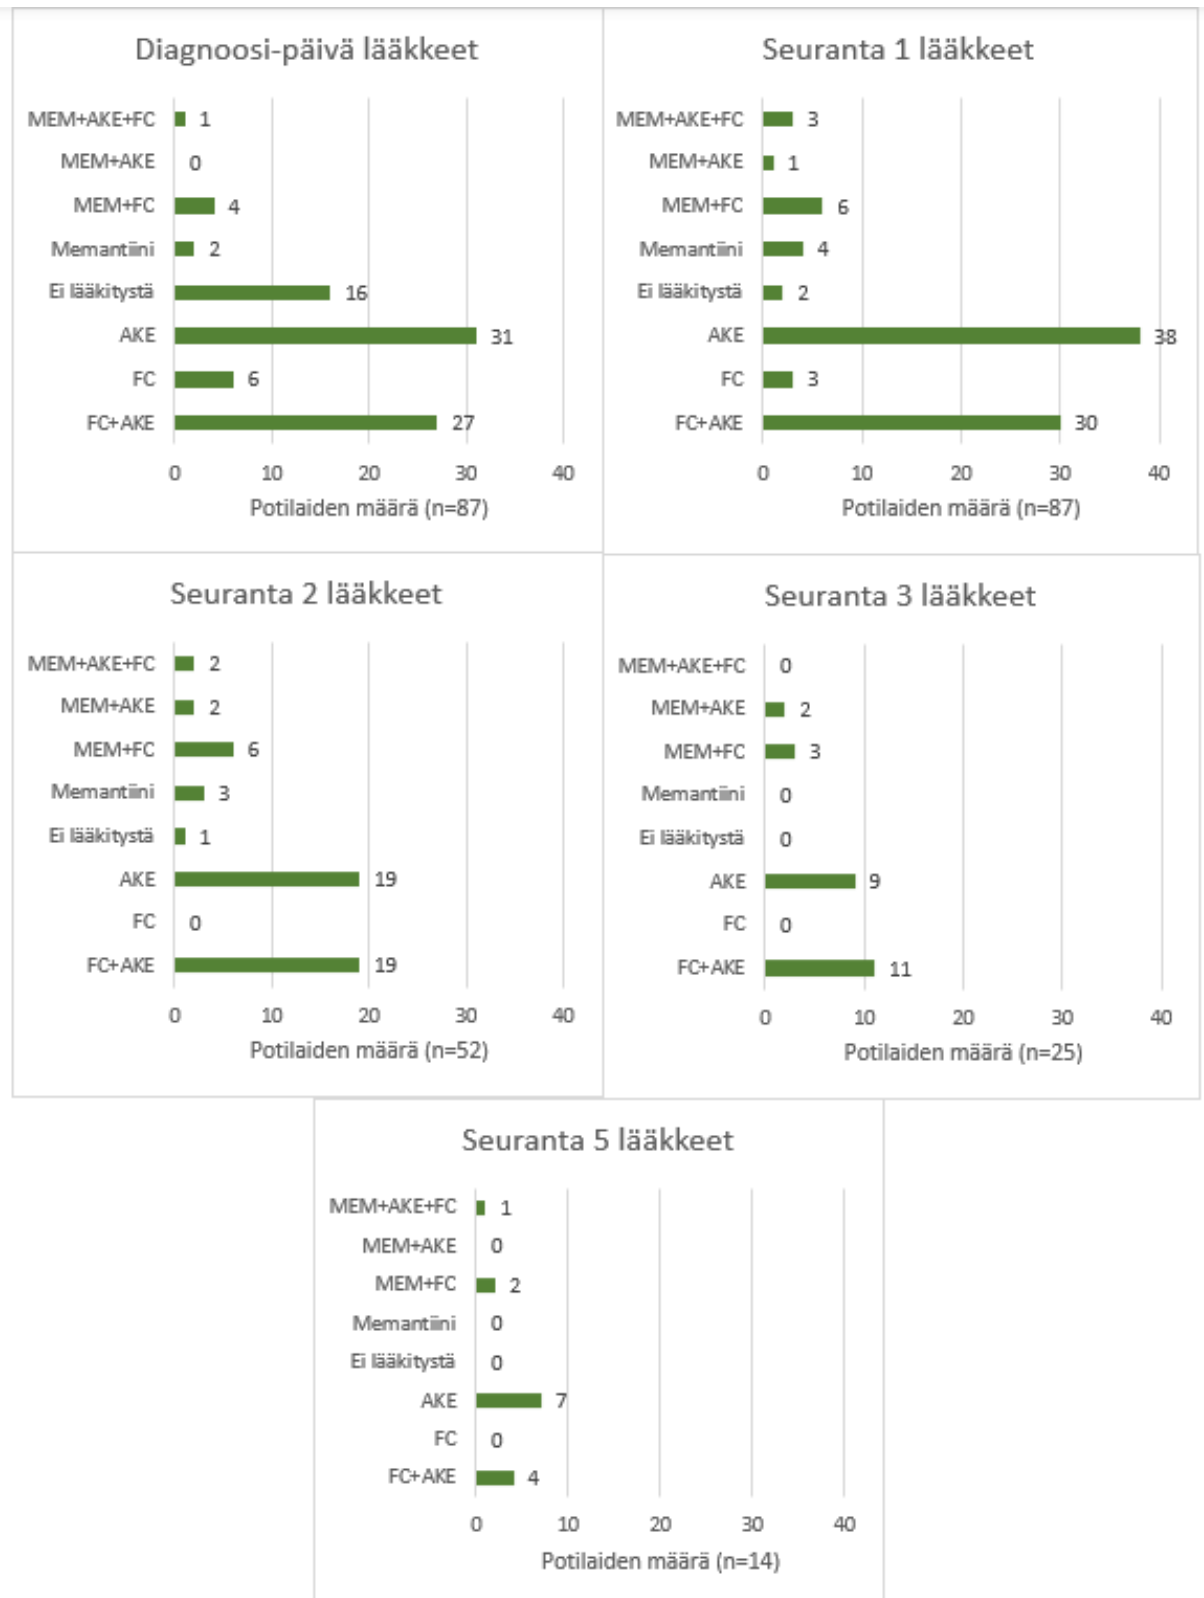 Diagnoosi-päivä lääkkeet
MEM+AKE+FC 1
MEM+AKE 0
MEM+FC 4
Memantiini 2
Ei lääkitystä 16
AKE 31
FC 6
FC+AKE 27
0 10 20 30 40
Potilaiden määrä (n=87)
Seuranta 1 lääkkeet
MEM+AKE+FC 3
MEM+AKE 1
MEM+FC 6
Memantiini 4
Ei lääkitystä 2
AKE 38
FC 3
FC+AKE 30
0 10 20 30 40
Potilaiden määrä (n=87)
Seuranta 2 lääkkeet
MEM+AKE+FC 2
MEM+AKE 2
MEM+FC 6
Memantiini 3
Ei lääkitystä 1
AKE 19
FC 0
FC+AKE 19
0 10 20 30 40
Potilaiden määrä (n=52)
Seuranta 3 lääkkeet
MEM+AKE+FC 0
MEM+AKE 2
MEM+FC 3
Memantiini 0
Ei lääkitystä 0
AKE 9
FC 0
FC+AKE 11
0 10 20 30 40
Potilaiden määrä (n=25)
Seuranta 5 lääkkeet
MEM+AKE+FC 1
MEM+AKE 0
MEM+FC 2
Memantiini 0
Ei lääkitystä 0
AKE 7
FC 0
FC+AKE 4
0 10 20 30 40
Potilaiden määrä (n=14)